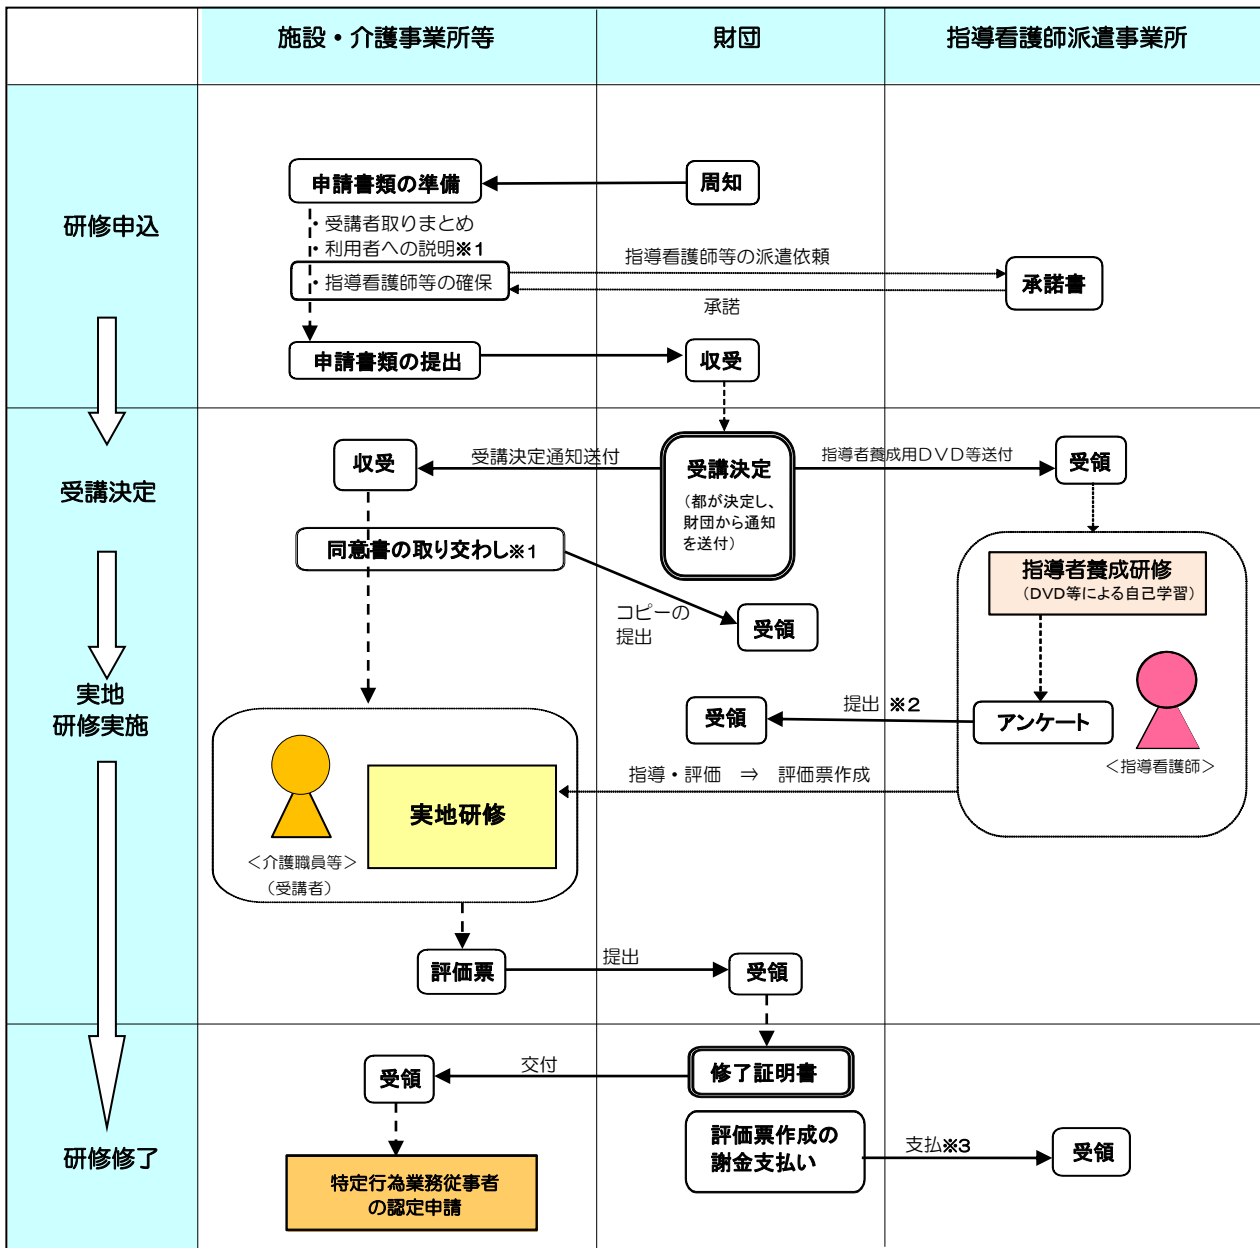 施設・介護事業所等
財団
指導看護師派遣事業所
研修申込
申請書類の準備
周知
・受講者取りまとめ
・利用者への説明※1
・指導看護師等の確保
指導看護師等の派遣依頼
承諾
承諾書
申請書類の提出
収受
受講決定
収受
受講決定通知送付
受講決定
（都が決定し、
財団から通知
を送付）
指導者養成用DVD等送付
受領
同意書の取り交わし※1
コピーの
提出
受領
指導者養成研修
（DVD等による自己学習）
実地
研修実施
受領
提出 ※2
アンケート
＜指導看護師＞
指導・評価 ⇒ 評価票作成
実地研修
＜介護職員等＞
（受講者）
評価票
提出
受領
研修修了
受領
交付
修了証明書
評価票作成の
謝金支払い
支払※3
受領
特定行為業務従事者
の認定申請